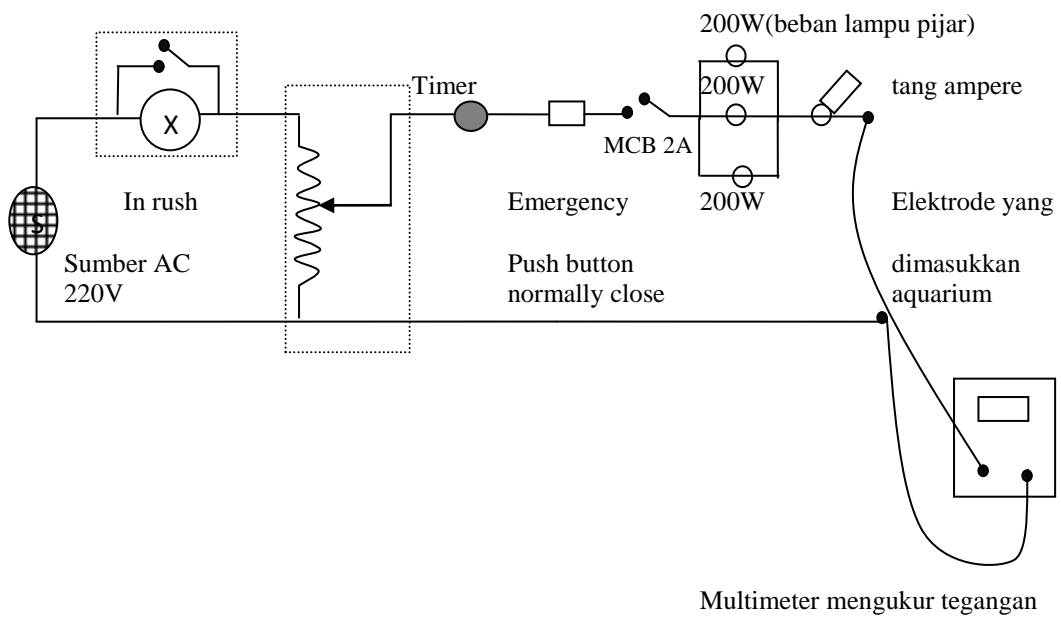 200W(beban lampu pijar)
Timer
200W
tang ampere
X
MCB 2A
In rush
Emergency
200W
Elektrode yang
S
Sumber AC
220V
Push button
normally close
dimasukkan
aquarium
Multimeter mengukur tegangan